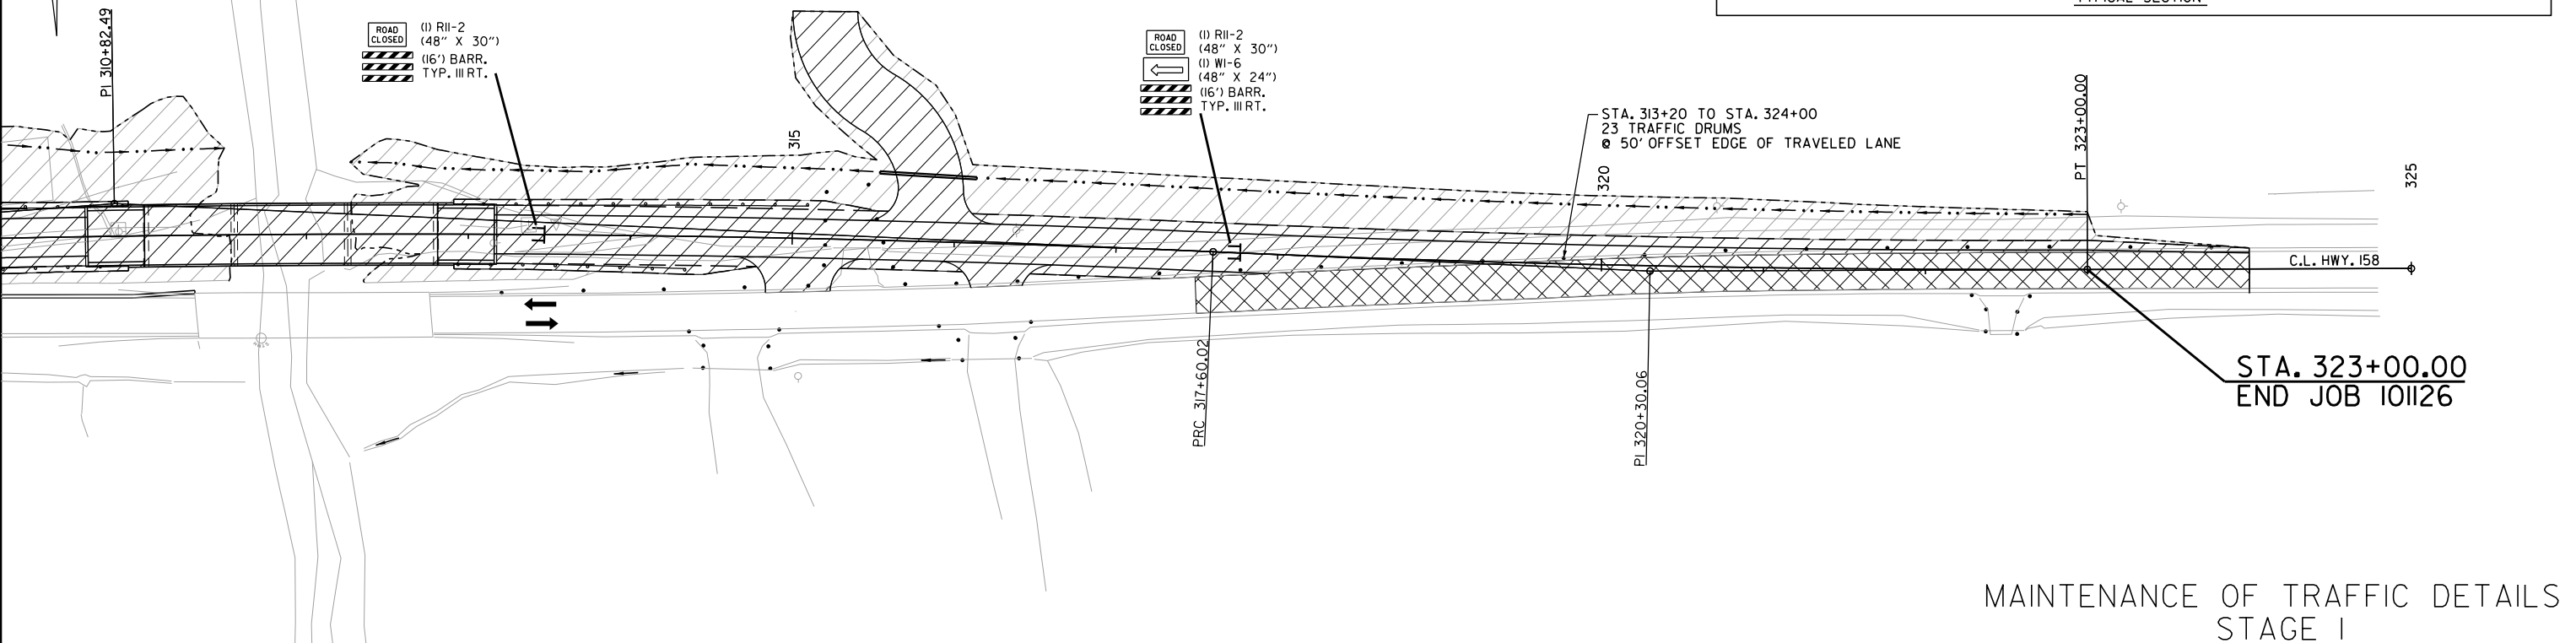 TYPICAL SECTION
PI 310+82.49
ROAD
CLOSED
(1) R11-2
(48" X 30")
(16') BARR.
TYP. III RT.
315
ROAD
CLOSED
(1) R11-2
(48" X 30")
(1) W1-6
(48" X 24")
(16') BARR.
TYP. III RT.
STA. 313+20 TO STA. 324+00
23 TRAFFIC DRUMS
@ 50' OFFSET EDGE OF TRAVELED LANE
320
PT 323+00.00
325
C.L. HWY. 158
PRC 317+60.02
PI 320+30.06
STA. 323+00.00
END JOB 101126
MAINTENANCE OF TRAFFIC DETAILS
STAGE 1